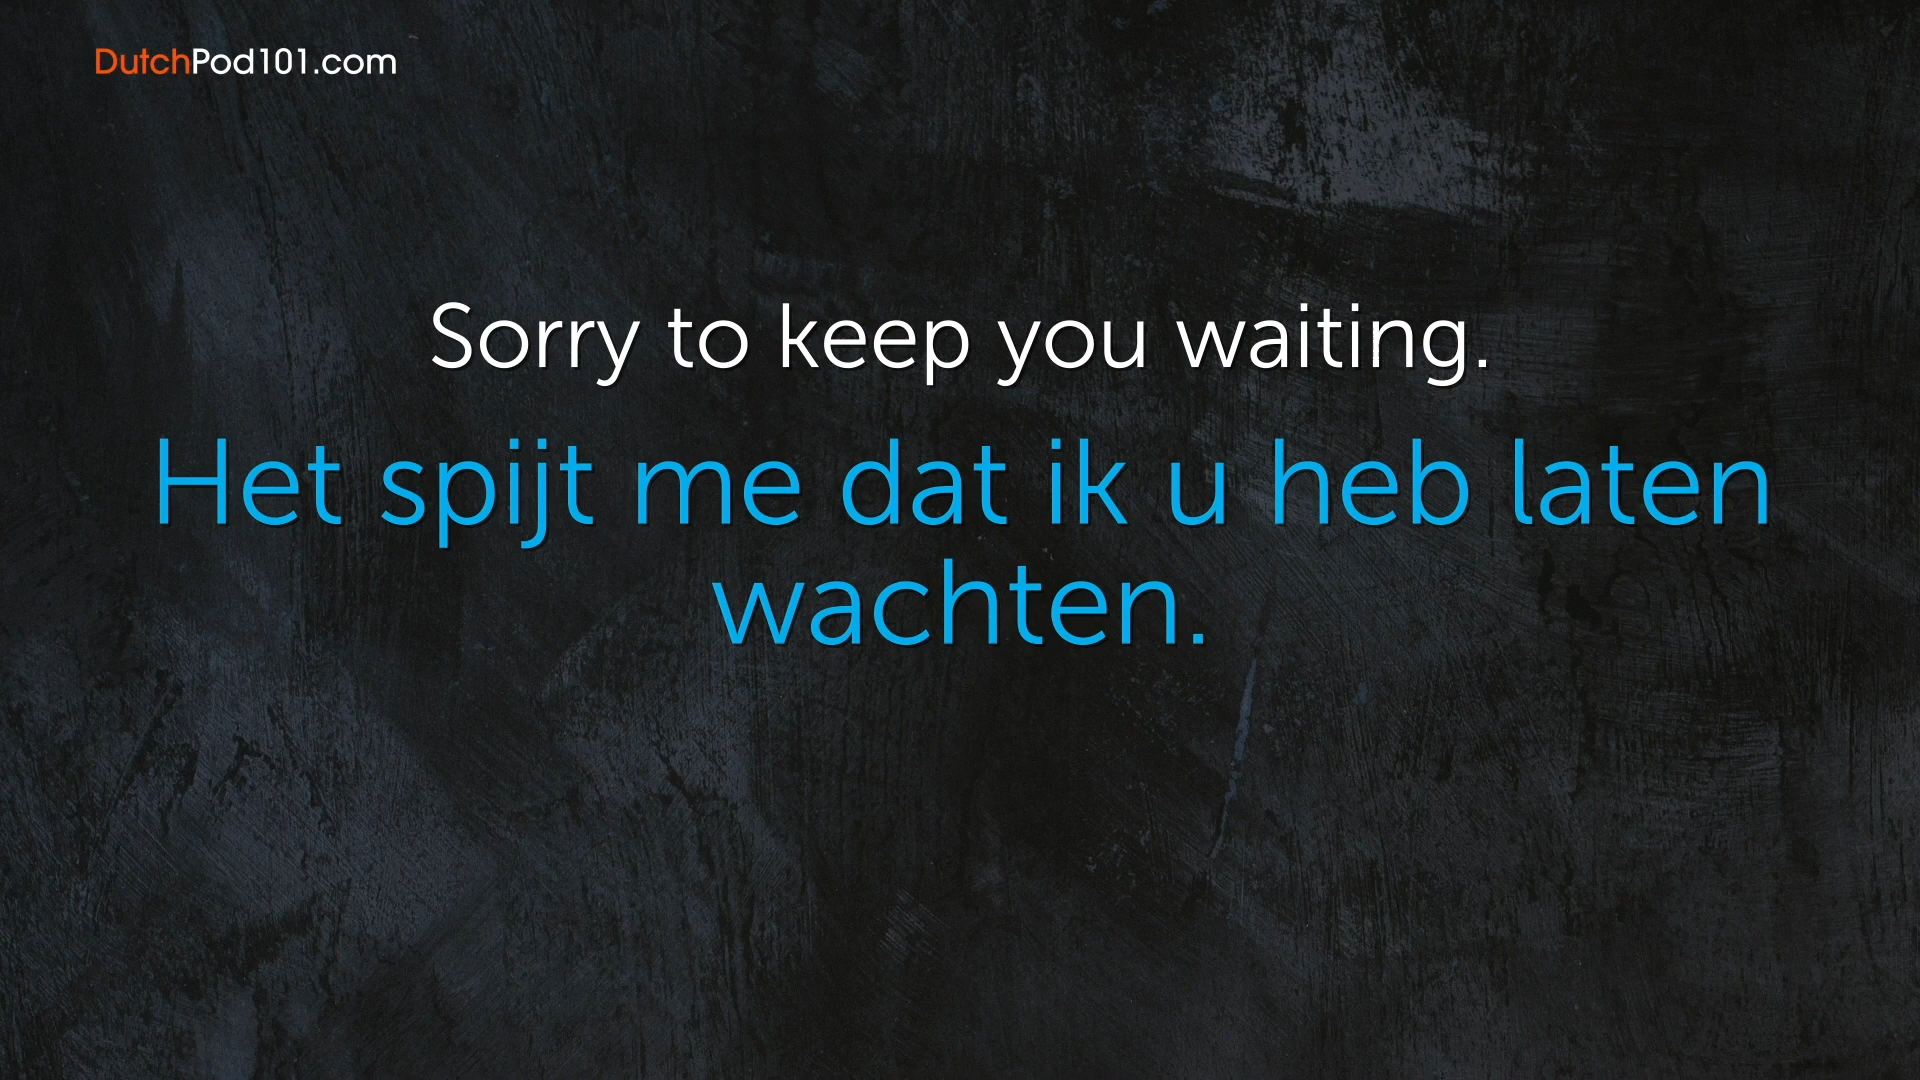 DutchPod101.com
Sorry to keep you waiting.
Het spijt me dat ik u heb laten
wachten.